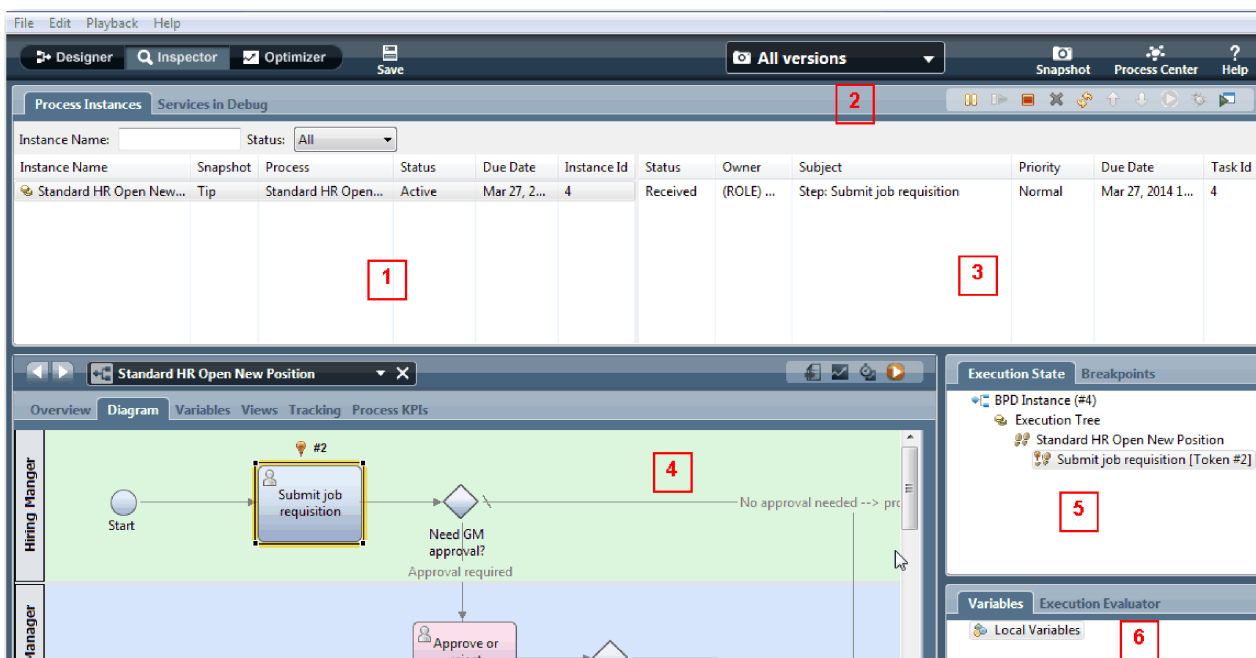 File Edit Playback Help
Designer Inspector Optimizer Save All versions Snapshot Process Center Help
Process Instances Services in Debug 2
Instance Name: Status: All
Instance Name Snapshot Process Status Due Date Instance Id Status Owner Subject Priority Due Date Task Id
Standard HR Open New... Tip Standard HR Open... Active Mar 27, 2... 4 Received (ROLE) ... Step: Submit job requisition Normal Mar 27, 2014 1... 4
1
3
Standard HR Open New Position
Overview Diagram Variables Views Tracking Process KPIs
Hiring Manger
#2
Start
Submit job
requisition
Need GM
approval?
No approval needed --> prc
Approval required
4
Manager
Approve or
Execution State Breakpoints
BPD Instance (#4)
Execution Tree
Standard HR Open New Position
Submit job requisition [Token #2]
5
Variables Execution Evaluator
Local Variables
6